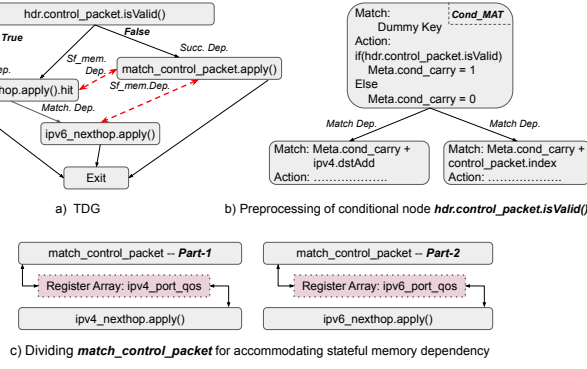 hdr.control_packet.isValid()
True
False
Succ. Dep.
Sf_mem.
Dep.
ep.
match_control_packet.apply()
hop.apply().hit
Sf_mem.Dep.
Match. Dep.
ipv6_nexthop.apply()
Exit
a) TDG
Match:
Cond_MAT
Dummy Key
Action:
if(hdr.control_packet.isValid)
Meta.cond_carry = 1
Else
Meta.cond_carry = 0
Match Dep.
Match Dep.
Match: Meta.cond_carry +
ipv4.dstAdd
Action: ....................
Match: Meta.cond_carry +
control_packet.index
Action: ....................
b) Preprocessing of conditional node hdr.control_packet.isValid()
match_control_packet -- Part-1
Register Array: ipv4_port_qos
ipv4_nexthop.apply()
match_control_packet -- Part-2
Register Array: ipv6_port_qos
ipv6_nexthop.apply()
c) Dividing match_control_packet for accommodating stateful memory dependency